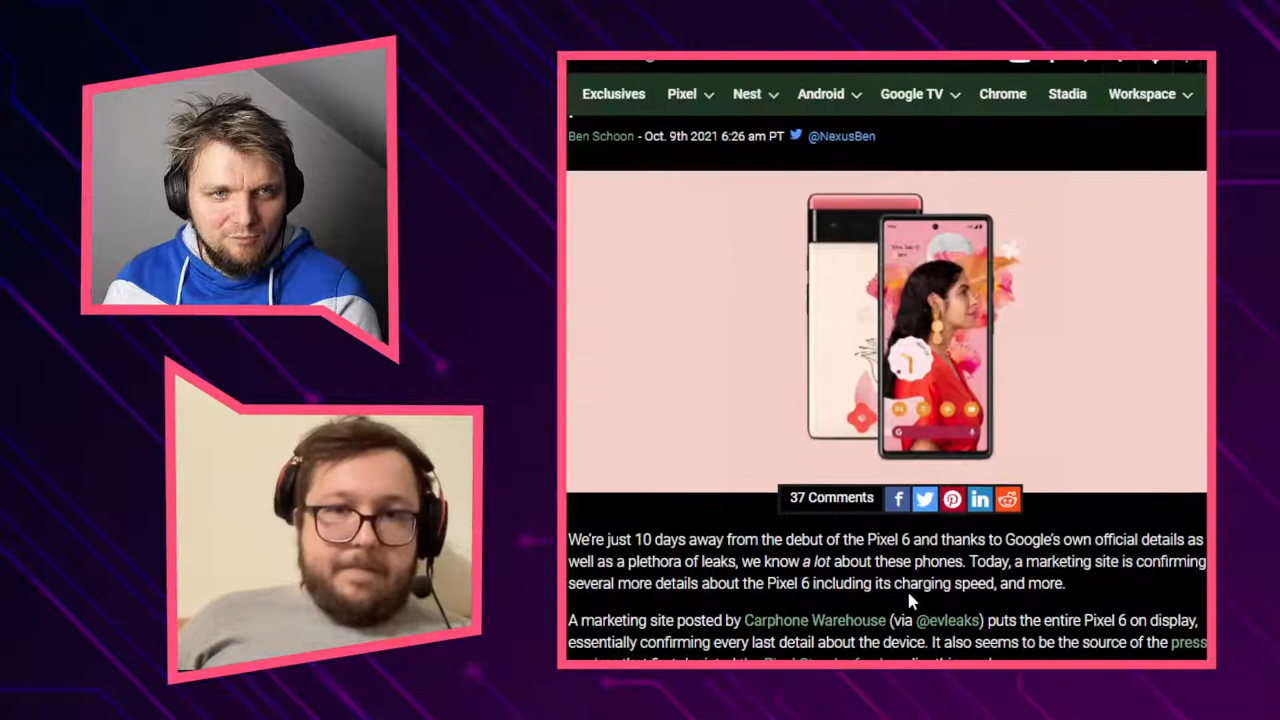 Exclusives Pixel Nest Android Google TV Chrome Stadia Workspace
Ben Schoon - Oct. 9th 2021 6:26 am PT @NexusBen
37 Comments
We're just 10 days away from the debut of the Pixel 6 and thanks to Google's own official details as
well as a plethora of leaks, we know a lot about these phones. Today, a marketing site is confirming
several more details about the Pixel 6 including its charging speed, and more.
A marketing site posted by Carphone Warehouse (via @evleaks) puts the entire Pixel 6 on display,
essentially confirming every last detail about the device. It also seems to be the source of the press